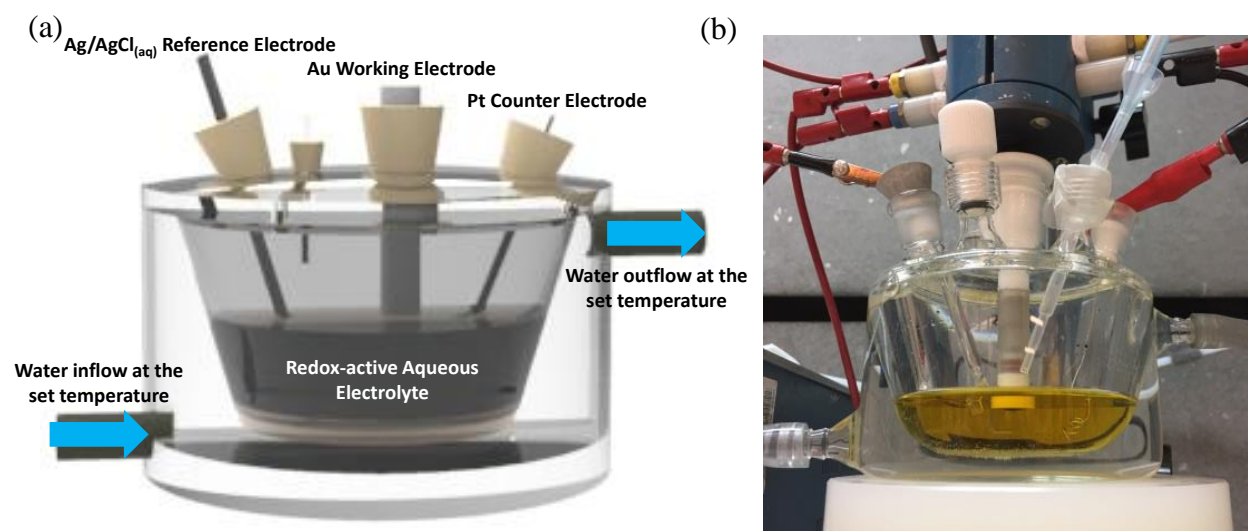 (a)
(b)
Ag/AgCl(aq) Reference Electrode
Au Working Electrode
Pt Counter Electrode
Water outflow at the
set temperature
Water inflow at the
set temperature
Redox-active Aqueous
Electrolyte